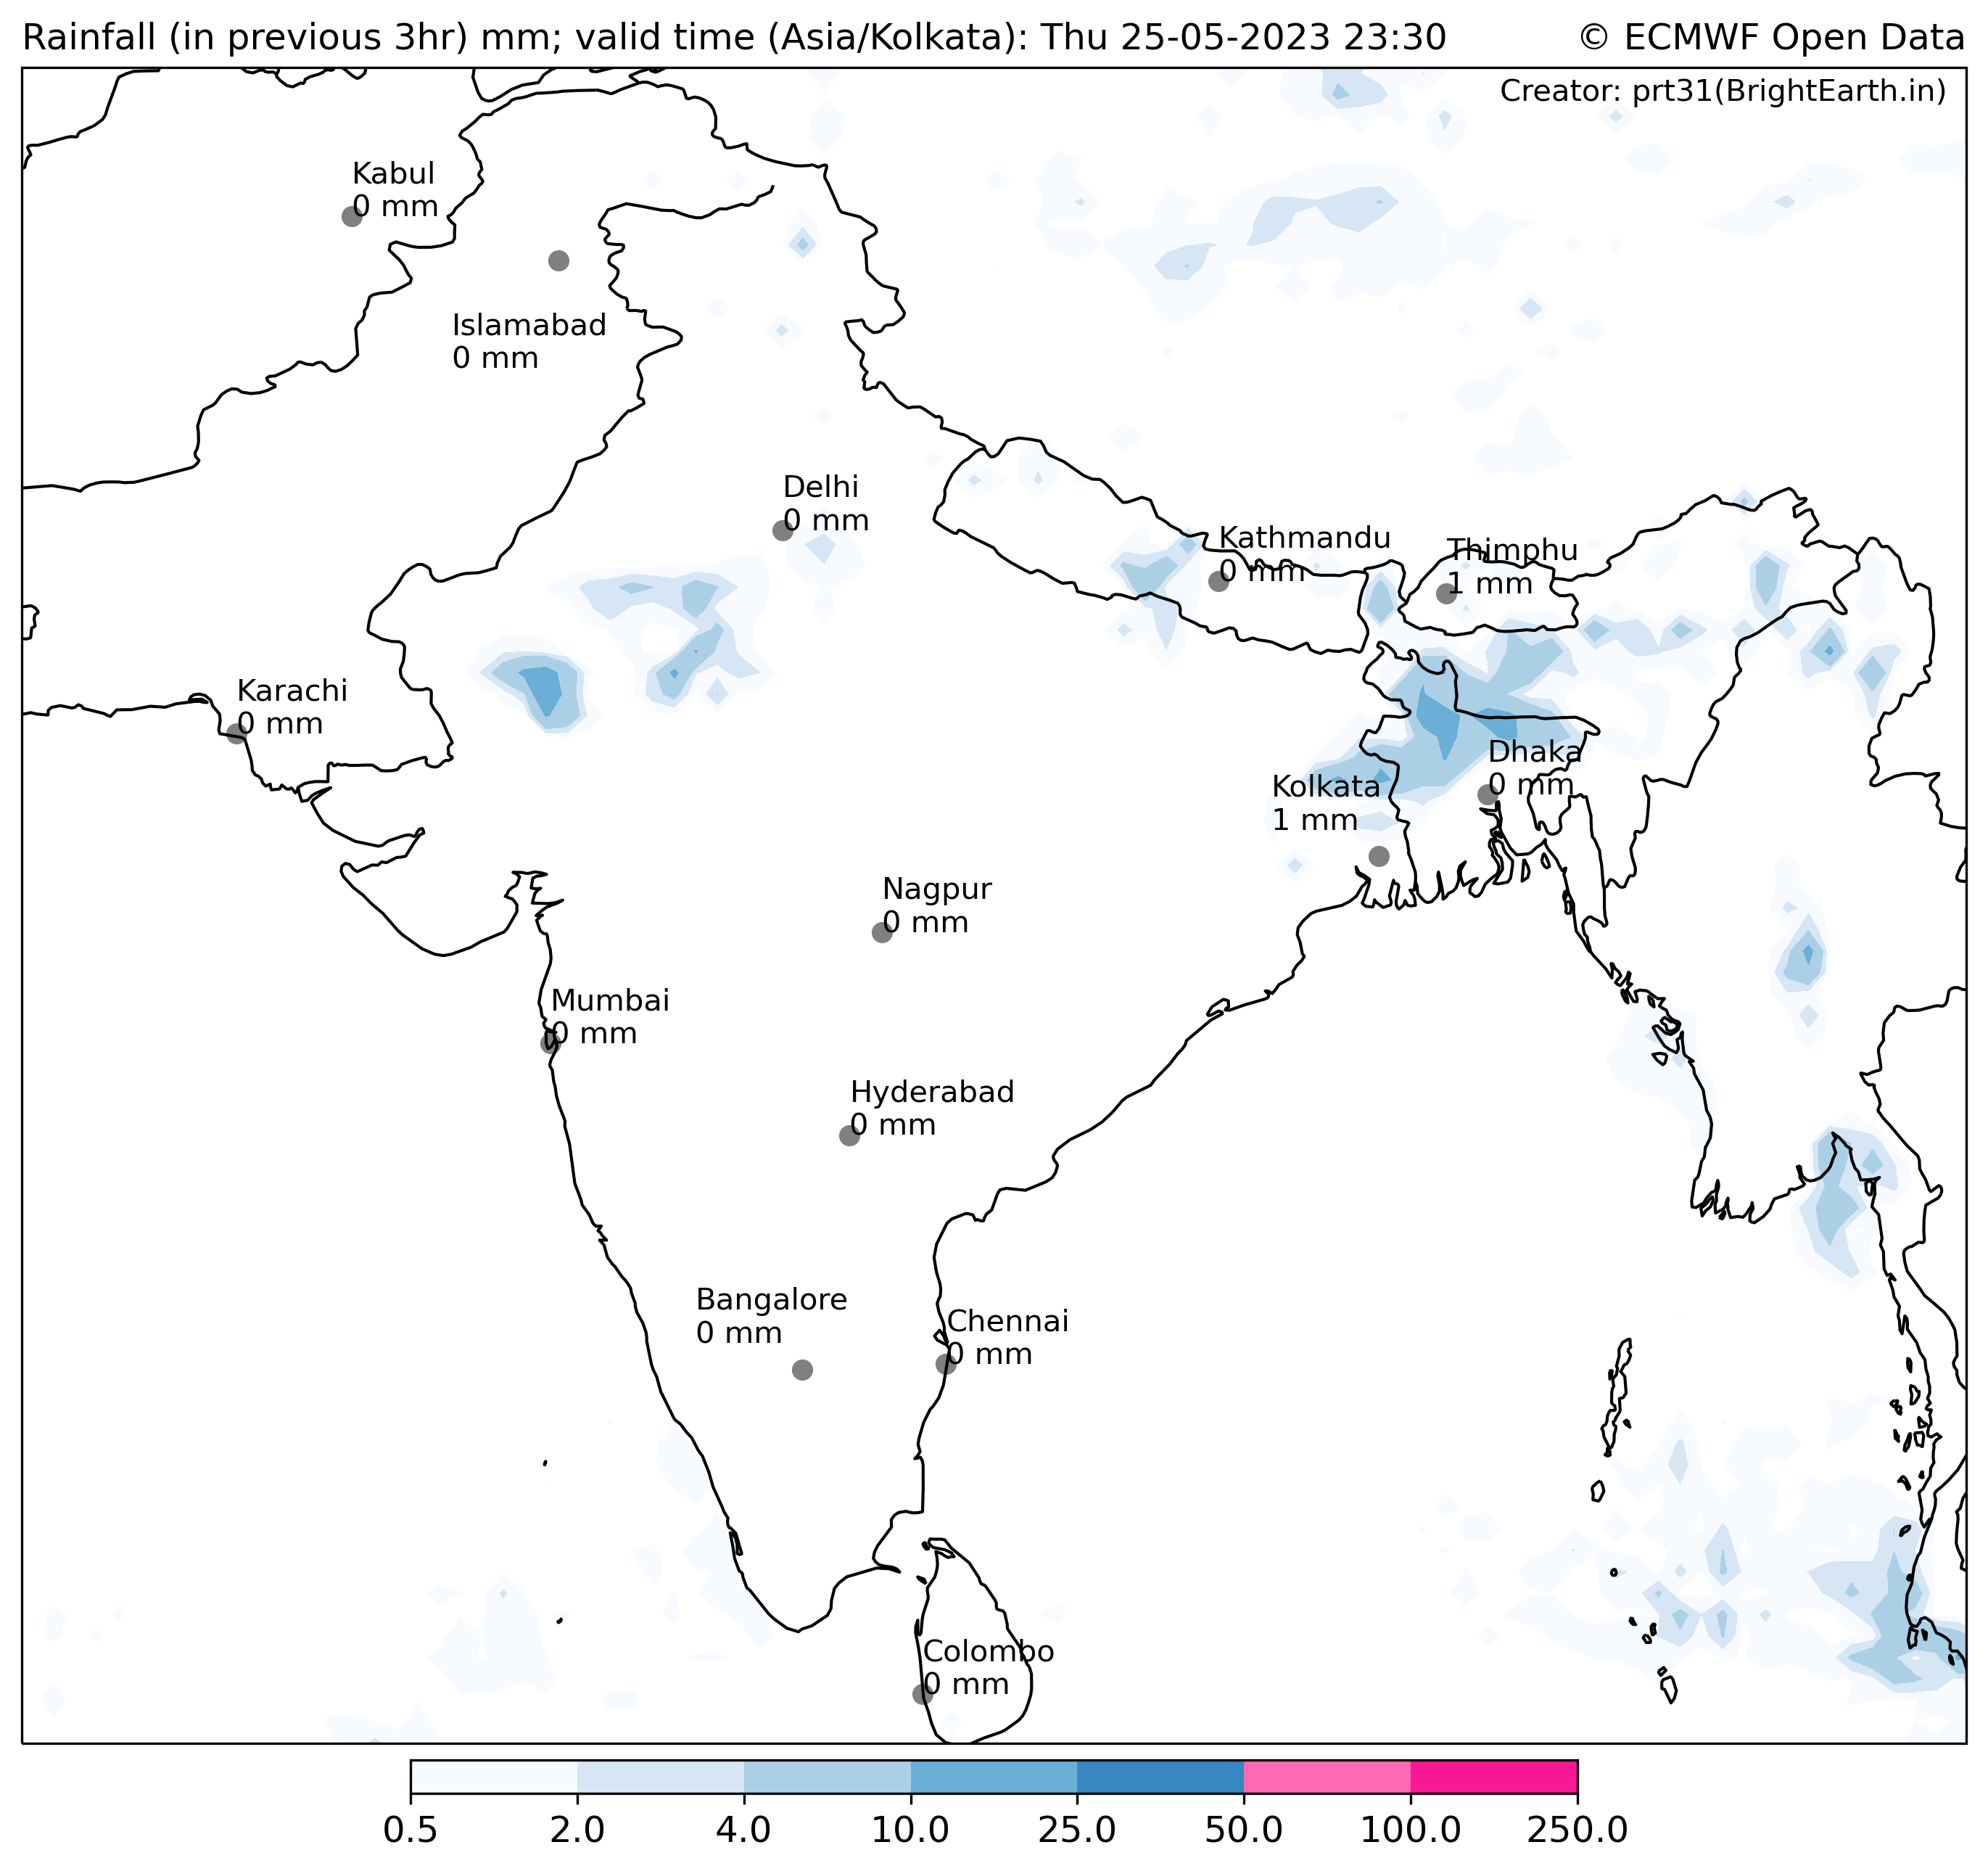 Rainfall (in previous 3hr) mm; valid time (Asia/Kolkata): Thu 25-05-2023 23:30
© ECMWF Open Data
Creator: prt31(BrightEarth.in)
Kabul
0 mm
Islamabad
0 mm
Delhi
0 mm
Kathmandu
0 mm
Thimphu
1 mm
Karachi
0 mm
Dhaka
0 mm
Kolkata
1 mm
Nagpur
0 mm
Mumbai
0 mm
Hyderabad
0 mm
Bangalore
0 mm
Chennai
0 mm
Colombo
0 mm
0.5 2.0 4.0 10.0 25.0 50.0 100.0 250.0